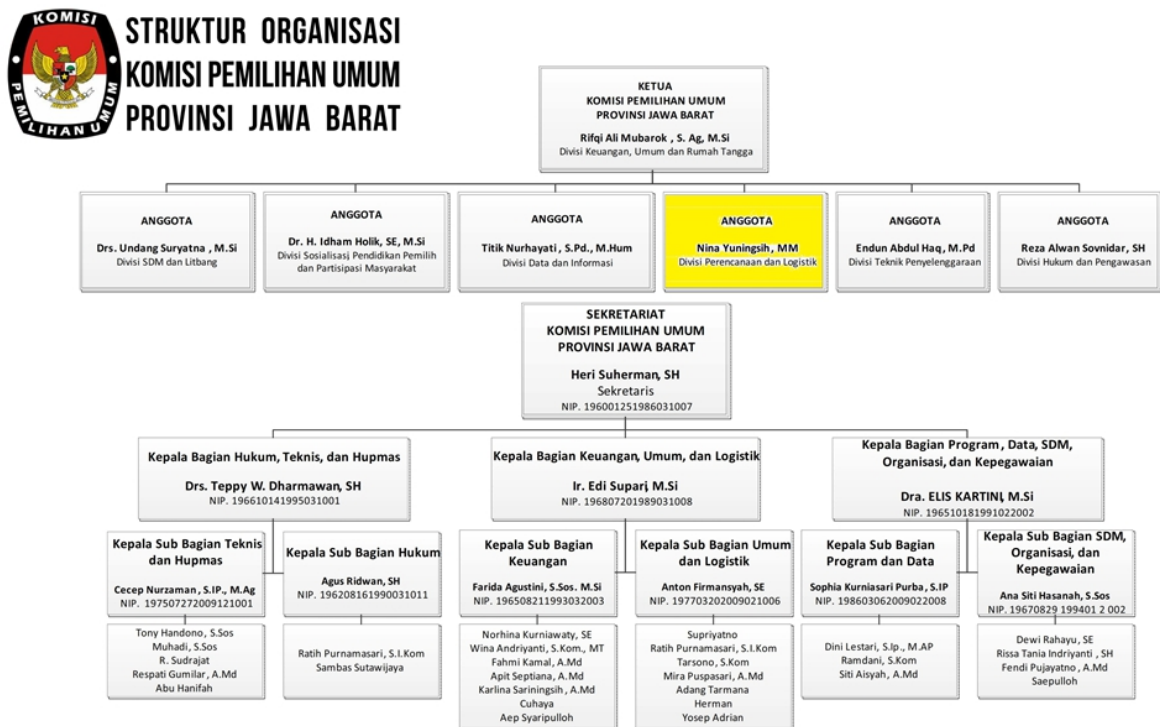 KOMISI
PEMILIHAN UMUM
STRUKTUR ORGANISASI
KOMISI PEMILIHAN UMUM
PROVINSI JAWA BARAT
KETUA
KOMISI PEMILIHAN UMUM
PROVINSI JAWA BARAT
Rifqi Ali Mubarok , S. Ag, M.Si
Divisi Keuangan, Umum dan Rumah Tangga
ANGGOTA
Drs. Undang Suryatna , M.Si
Divisi SDM dan Litbang
ANGGOTA
Dr. H. Idham Holik, SE, M.Si
Divisi Sosialisasj Pendidikan Pemilih
dan Partisipasi Masyarakat
ANGGOTA
Titik Nurhayati , S.Pd., M.Hum
Divisi Data dan Informasi
ANGGOTA
Nina Yuningsih, MM
Divisi Perencanaan dan Logistik
ANGGOTA
Endun Abdul Haq, M.Pd
Divisi Teknik Penyelenggaraan
ANGGOTA
Reza Alwan Sovnidar, SH
Divisi Hukum dan Pengawasan
SEKRETARIAT
KOMISI PEMILIHAN UMUM
PROVINSI JAWA BARAT
Heri Suherman, SH
Sekretaris
NIP. 196001251986031007
Kepala Bagian Hukum, Teknis, dan Hupmas
Drs. Teppy W. Dharmawan, SH
NIP. 196610141995031001
Kepala Bagian Keuangan, Umum, dan Logistik
Ir. Edi Suparj, M.Si
NIP. 196807201989031008
Kepala Bagian Program , Data, SDM,
Organisasi, dan Kepegawaian
Dra. ELIS KARTINI, M.Si
NIP. 196510181991022002
Kepala Sub Bagian Teknis
dan Hupmas
Cecep Nurzaman, S.IP., M.Ag
NIP. 197507272009121001
Kepala Sub Bagian Hukum
Agus Ridwan, SH
NIP. 196208161990031011
Kepala Sub Bagian
Keuangan
Farida Agustini, S.Sos. M.Si
NIP. 196508211993032003
Kepala Sub Bagian Umum
dan Logistik
Anton Firmansyah, SE
NIP. 197703202009021006
Kepala Sub Bagian
Program dan Data
Sophia Kurniasari Purba, S.IP
NIP. 198603062009022008
Kepala Sub Bagian SDM,
Organisasi, dan
Kepegawaian
Ana Siti Hasanah, S.Sos
NIP. 19670829 199401 2 002
Tony Handono, S.Sos
Muhadi, S.Sos
R. Sudrajat
Respati Gumilar, A.Md
Abu Hanifah
Ratih Purnamasari, S.I.Kom
Sambas Sutawijaya
Norhina Kurniawaty, SE
Wina Andriyanti , S.Kom., MT
Fahmi Kamal, A.Md
Apit Septiana, A.Md
Karlina Sariningsih , A.Md
Cuhaya
Aep Syaripulloh
Supriyatno
Ratih Purnamasari, S.I.Kom
Tarsono, S.Kom
Mira Puspasari, A.Md
Adang Tarmana
Herman
Yosep Adrian
Dini Lestari, S.Ip., M.AP
Ramdani, S.Kom
Siti Aisyah, A.Md
Dewi Rahayu, SE
Rissa Tania Indriyanti , SH
Fendi Pujayatno , A.Md
Saepulloh